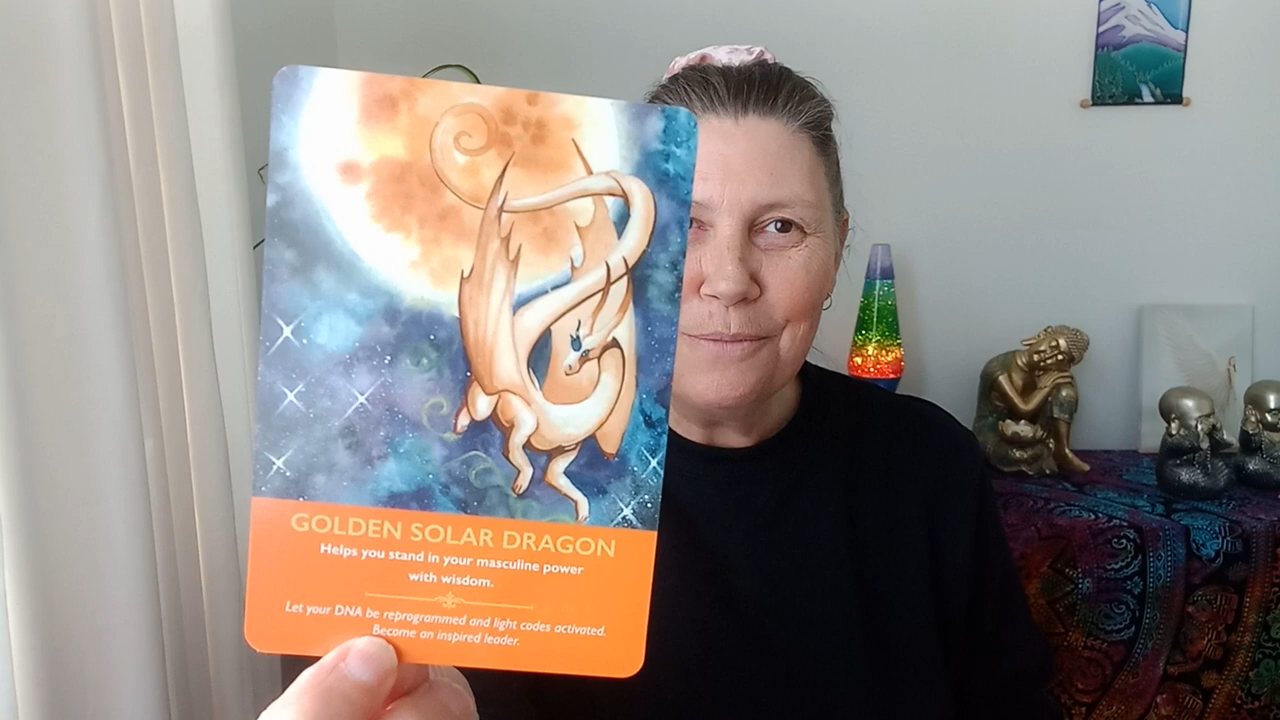 GOLDEN SOLAR DRAGON
Helps you stand in your masculine power
with wisdom.
Let your DNA be reprogrammed and light codes activated.
Become an inspired leader.